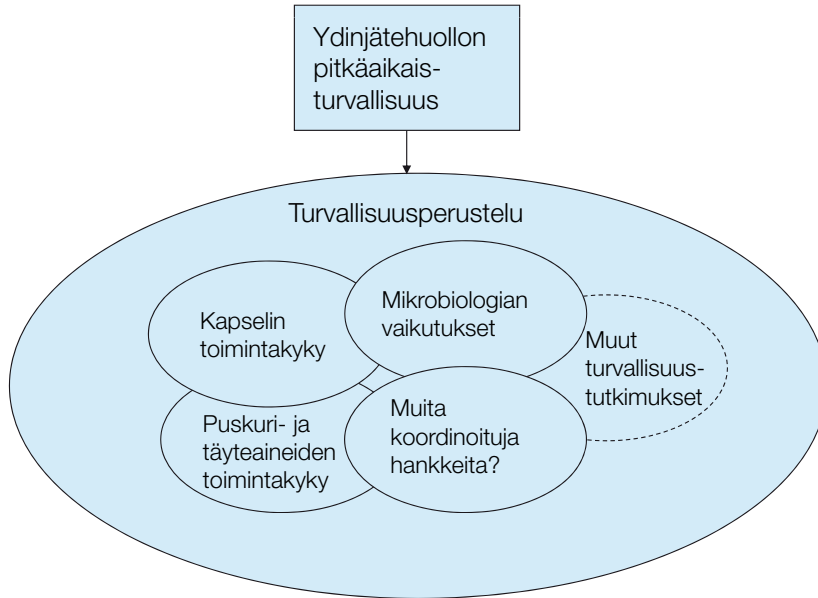 Ydinjätehuollon
pitkäaikais-
turvallisuus
Turvallisuusperustelu
Kapselin
toimintakyky
Mikrobiologian
vaikutukset
Muut
turvallisuus-
tutkimukset
Puskuri- ja
täyteaineiden
toimintakyky
Muita
koordinoituja
hankkeita?